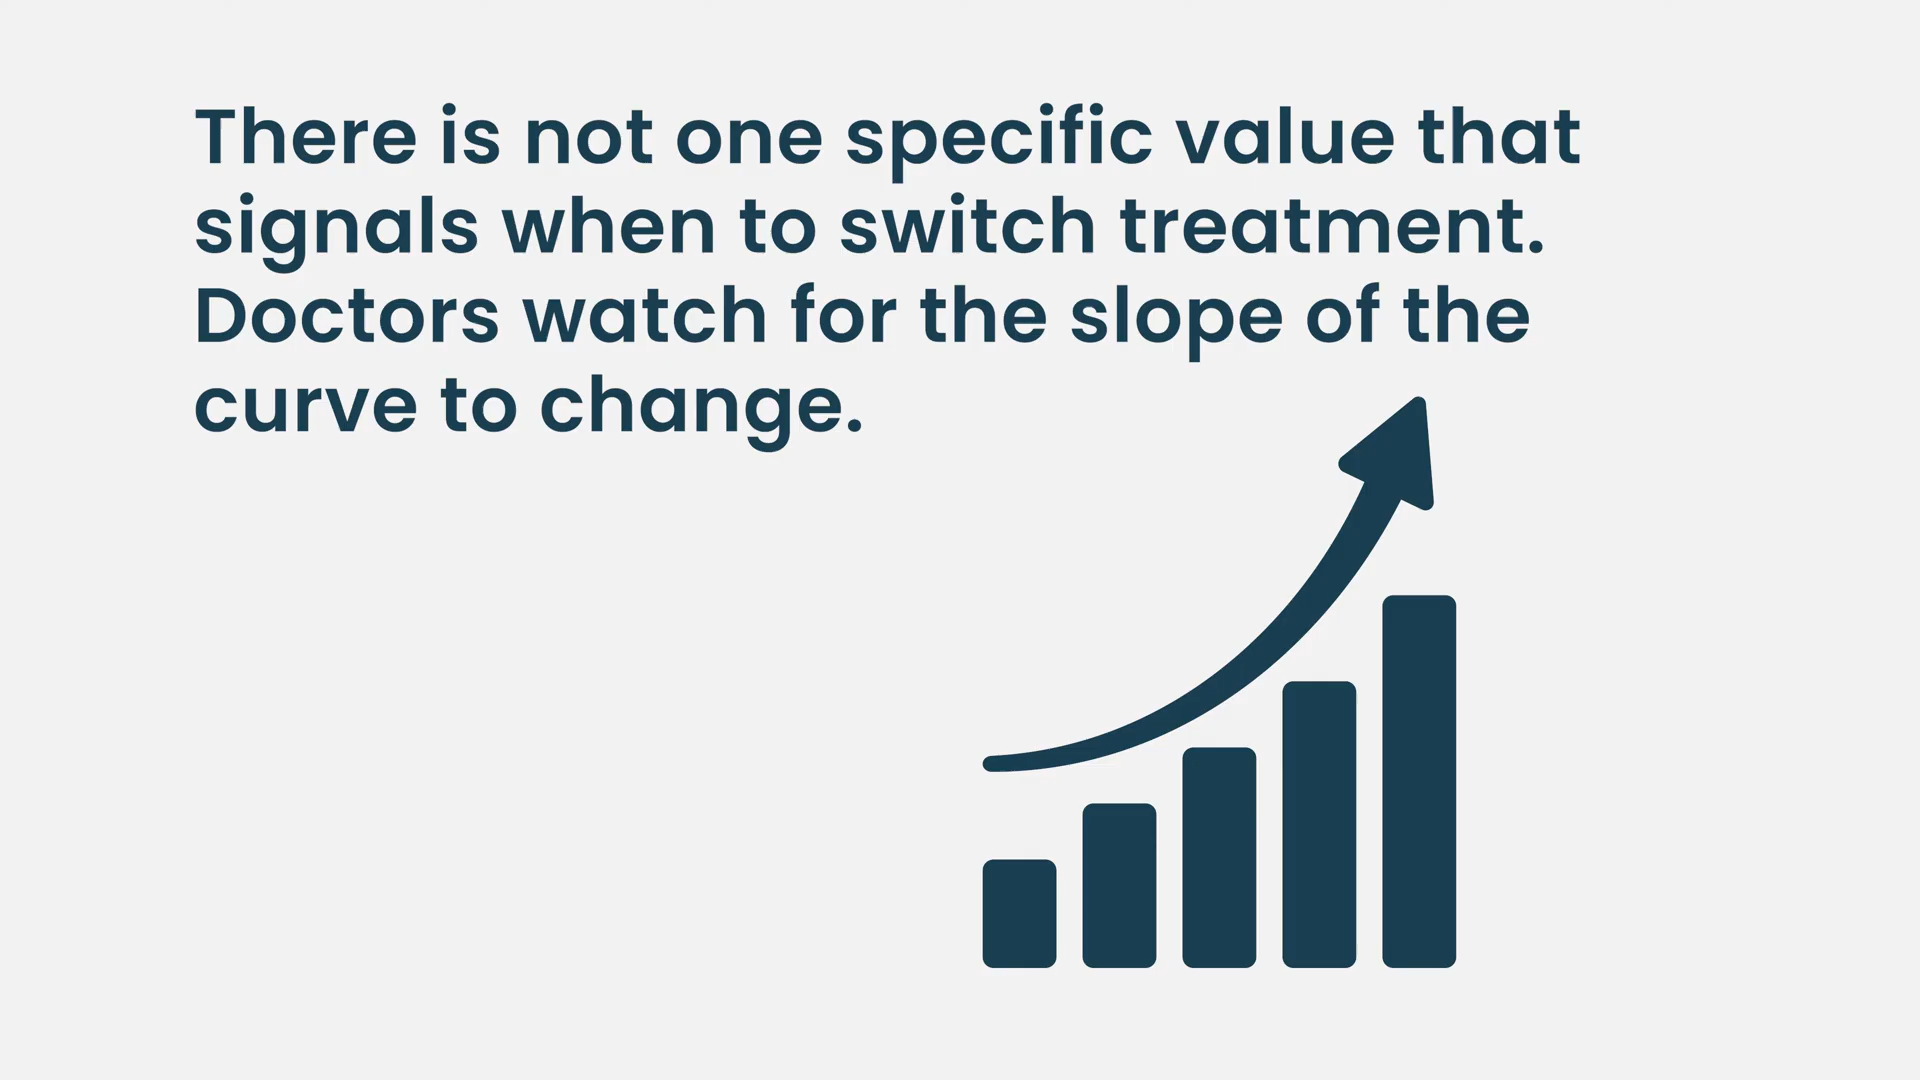 There is not one specific value that
signals when to switch treatment.
Doctors watch for the slope of the
curve to change.